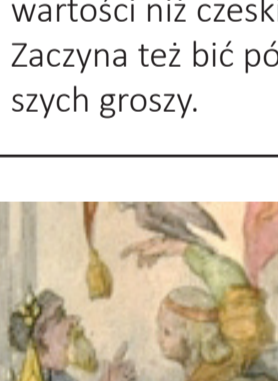 wartości niż czesk
Zaczyna też bić pó
szych groszy.